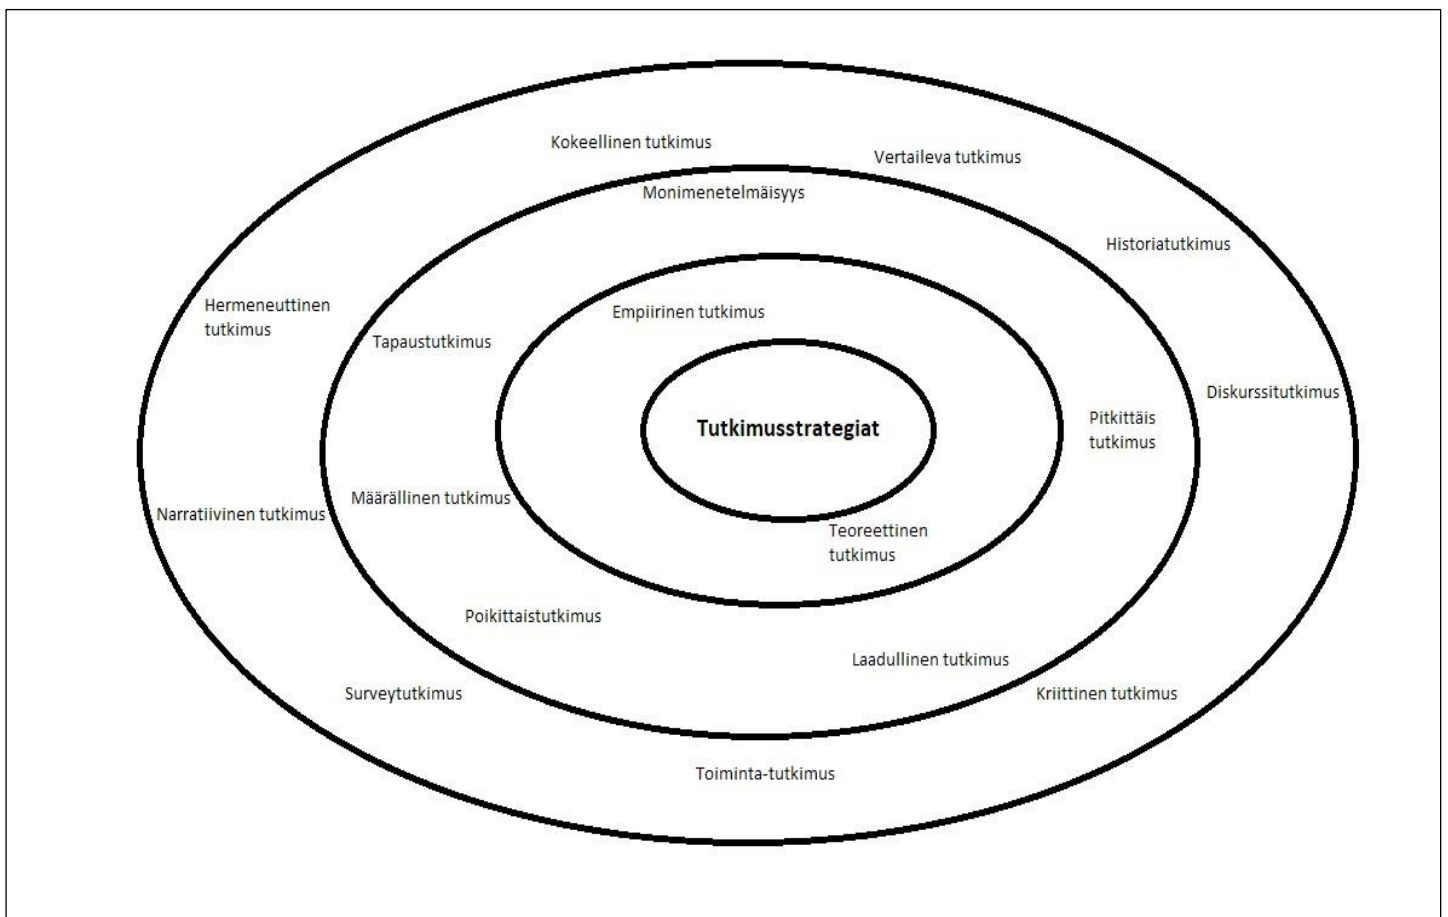 Kokeellinen tutkimus
Vertaileva tutkimus
Monimenetelmäisyys
Historiatutkimus
Hermeneuttinen
tutkimus
Empiirinen tutkimus
Tapaustutkimus
Diskurssitutkimus
Pitkittäis
tutkimus
Tutkimusstrategiat
Määrällinen tutkimus
Narratiivinen tutkimus
Teoreettinen
tutkimus
Poikittaistutkimus
Laadullinen tutkimus
Surveytutkimus
Kriittinen tutkimus
Toiminta-tutkimus